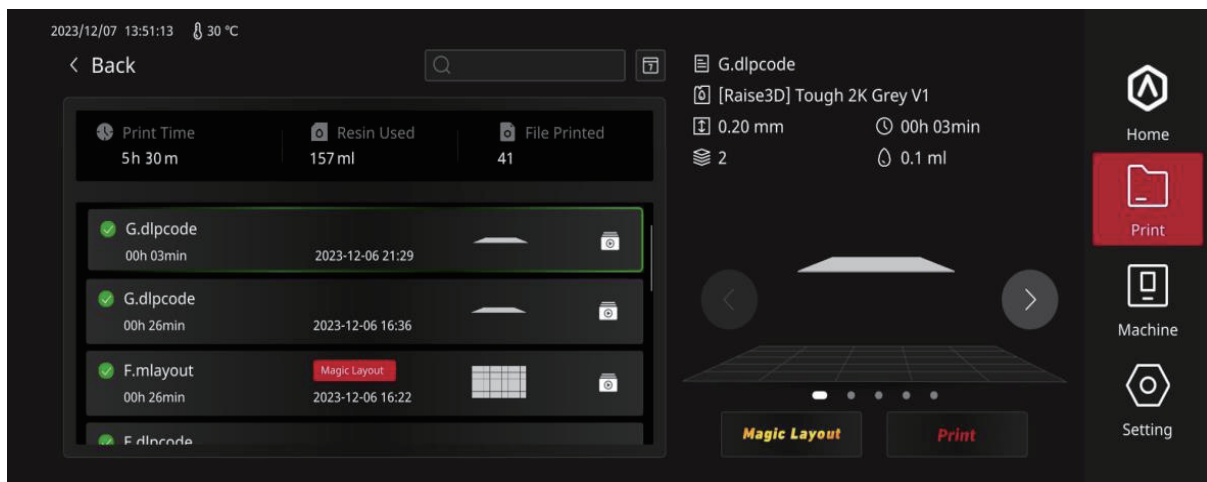 2023/12/07 13:51:13 30 ℃
Back
7
Print Time
5h 30m
Resin Used
157 ml
File Printed
41
G.dlpcode
00h 03min 2023-12-06 21:29
G.dlpcode
00h 26min 2023-12-06 16:36
F.mlayout Magic Layout
00h 26min 2023-12-06 16:22
G.dlpcode
[Raise3D] Tough 2K Grey V1
0.20 mm 00h 03min
2 0.1 ml
Magic Layout
Print
Home
Print
Machine
Setting